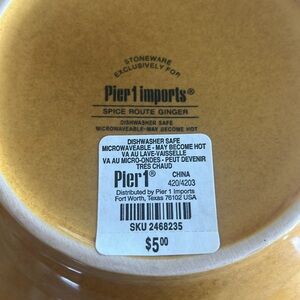 STONEWARE
EXCLUSIVELY FOR
Pier 1 imports®
SPICE ROUTE GINGER
DISHWASHER SAFE
MICROWAVEABLE-MAY BECOME HOT
DISHWASHER SAFE
MICROWAVEABLE - MAY BECOME HOT
VA AU LAVE-VAISSELLE
VA AU MICRO-ONDES - PEUT DEVENIR
TRÈS CHAUD
Pier 1® CHINA
420/4203
Distributed by Pier 1 Imports
Fort Worth, Texas 76102 USA
SKU 2468235
$5.00